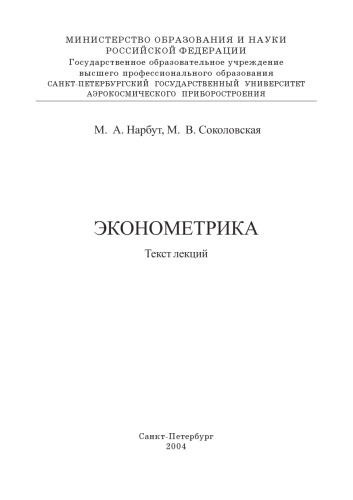 МИНИСТЕРСТВО ОБРАЗОВАНИЯ И НАУКИ
РОССИЙСКОЙ ФЕДЕРАЦИИ
Государственное образовательное учреждение
высшего профессионального образования
САНКТ-ПЕТЕРБУРГСКИЙ ГОСУДАРСТВЕННЫЙ УНИВЕРСИТЕТ
АЭРОКОСМИЧЕСКОГО ПРИБОРОСТРОЕНИЯ
М. А. Нарбут, М. В. Соколовская
ЭКОНОМЕТРИКА
Текст лекций
Санкт-Петербург
2004